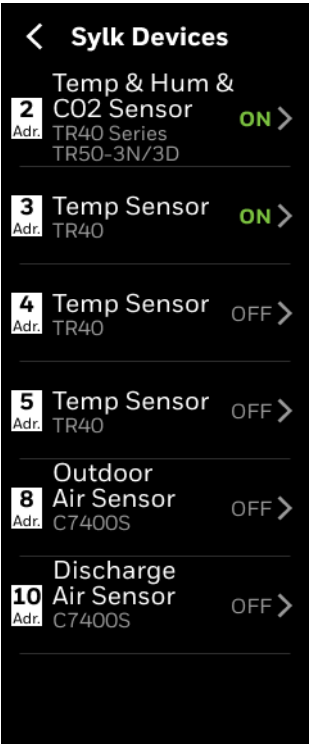 Sylk Devices
Temp & Hum &
2 CO2 Sensor ON
Adr. TR40 Series
TR50-3N/3D
3 Temp Sensor ON
Adr. TR40
4 Temp Sensor OFF
Adr. TR40
5 Temp Sensor OFF
Adr. TR40
Outdoor
8 Air Sensor OFF
Adr. C7400S
Discharge
10 Air Sensor OFF
Adr. C7400S